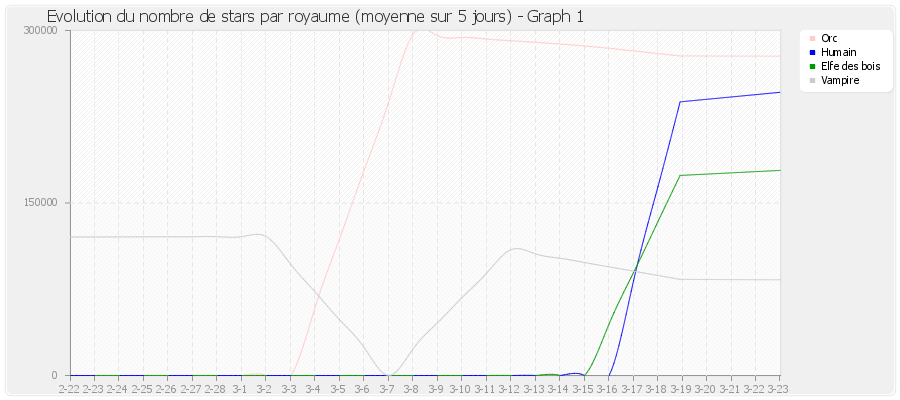 Evolution du nombre de stars par royaume (moyenne sur 5 jours) - Graph 1
300000
150000
0
Orc
Humain
Elfe des bois
Vampire
2-22 2-23 2-24 2-25 2-26 2-27 2-28 3-1 3-2 3-3 3-4 3-5 3-6 3-7 3-8 3-9 3-10 3-11 3-12 3-13 3-14 3-15 3-16 3-17 3-18 3-19 3-20 3-21 3-22 3-23